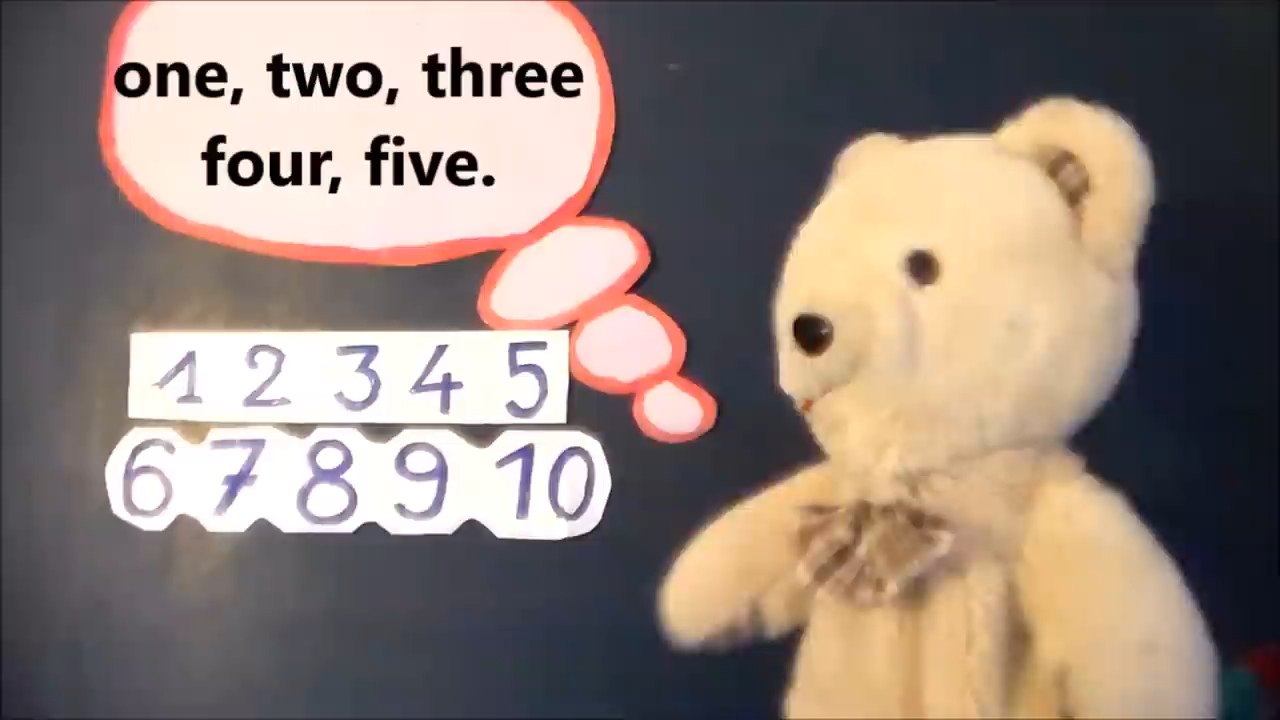 one, two, three
four, five.
1 2 3 4 5
6 7 8 9 10